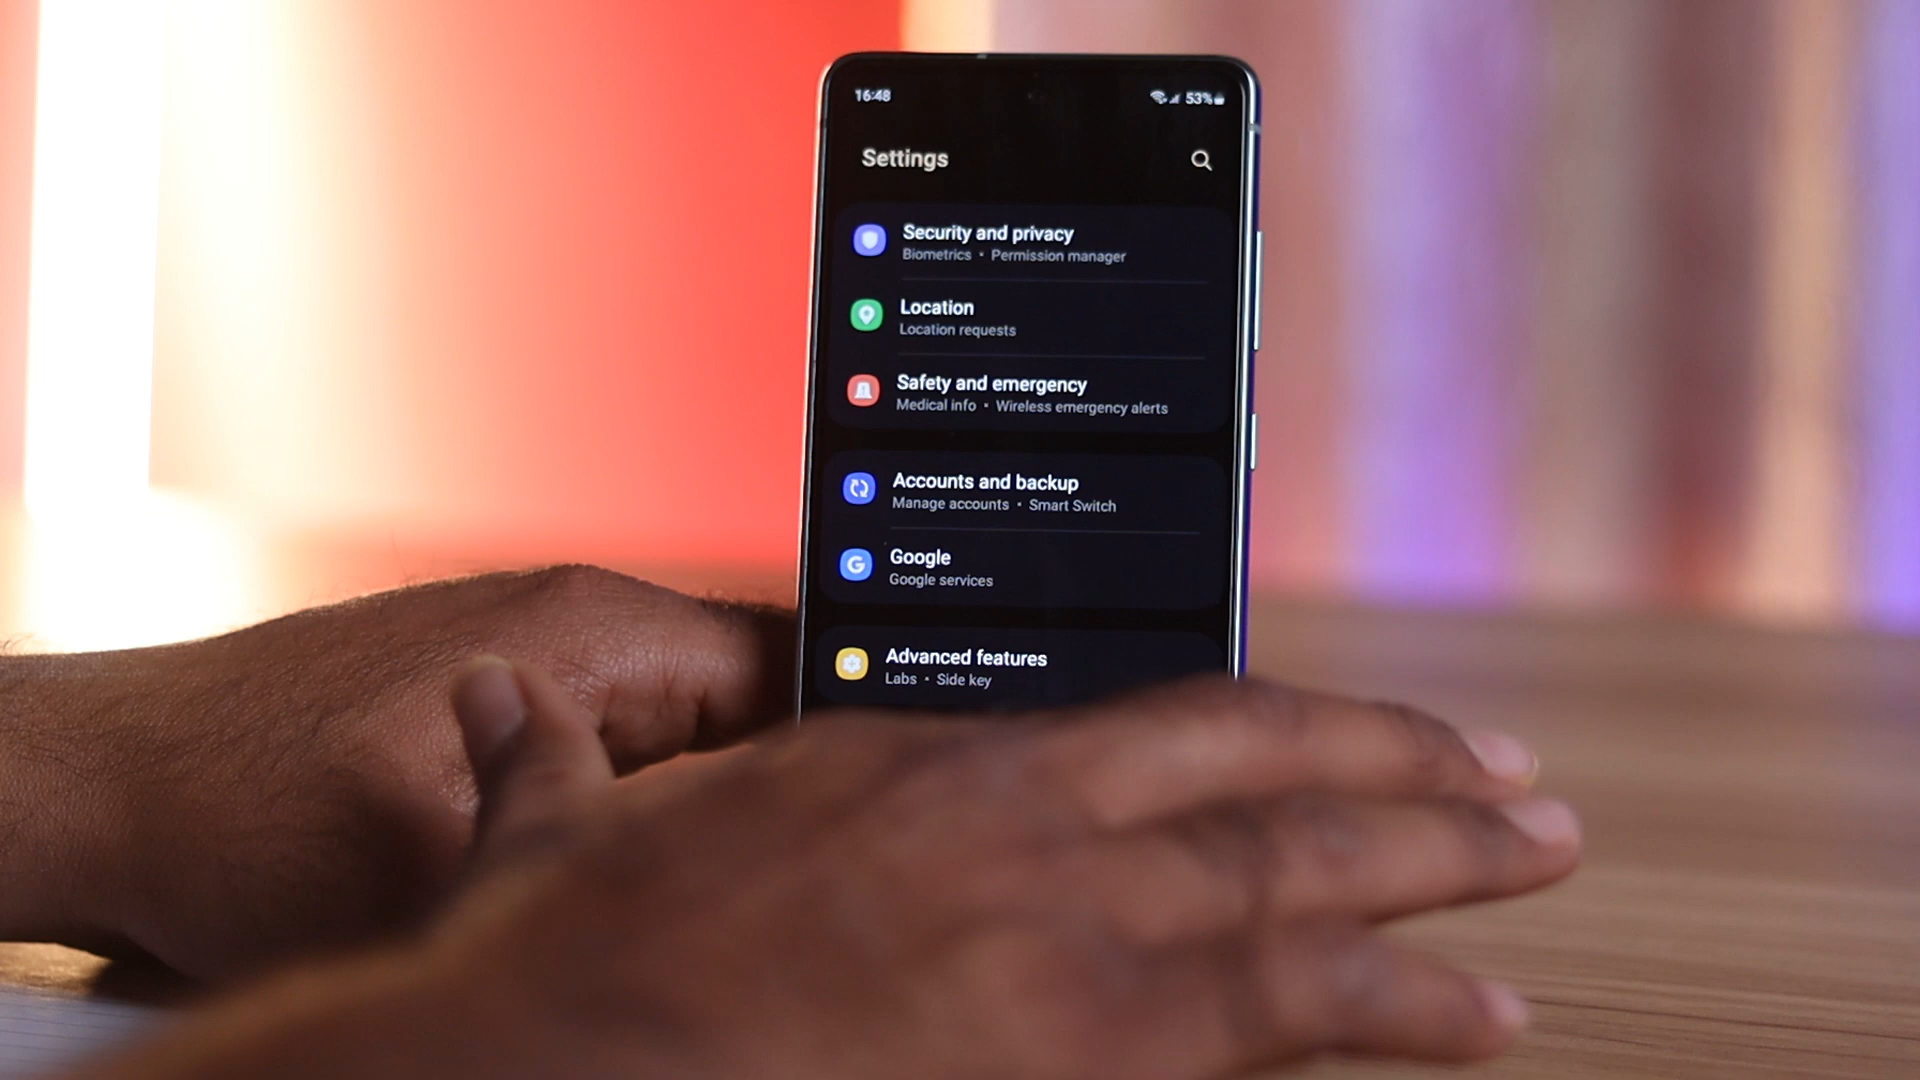 16:48
53%
Settings
Security and privacy
Biometrics • Permission manager
Location
Location requests
Safety and emergency
Medical info • Wireless emergency alerts
Accounts and backup
Manage accounts • Smart Switch
G
Google
Google services
Advanced features
Labs • Side key